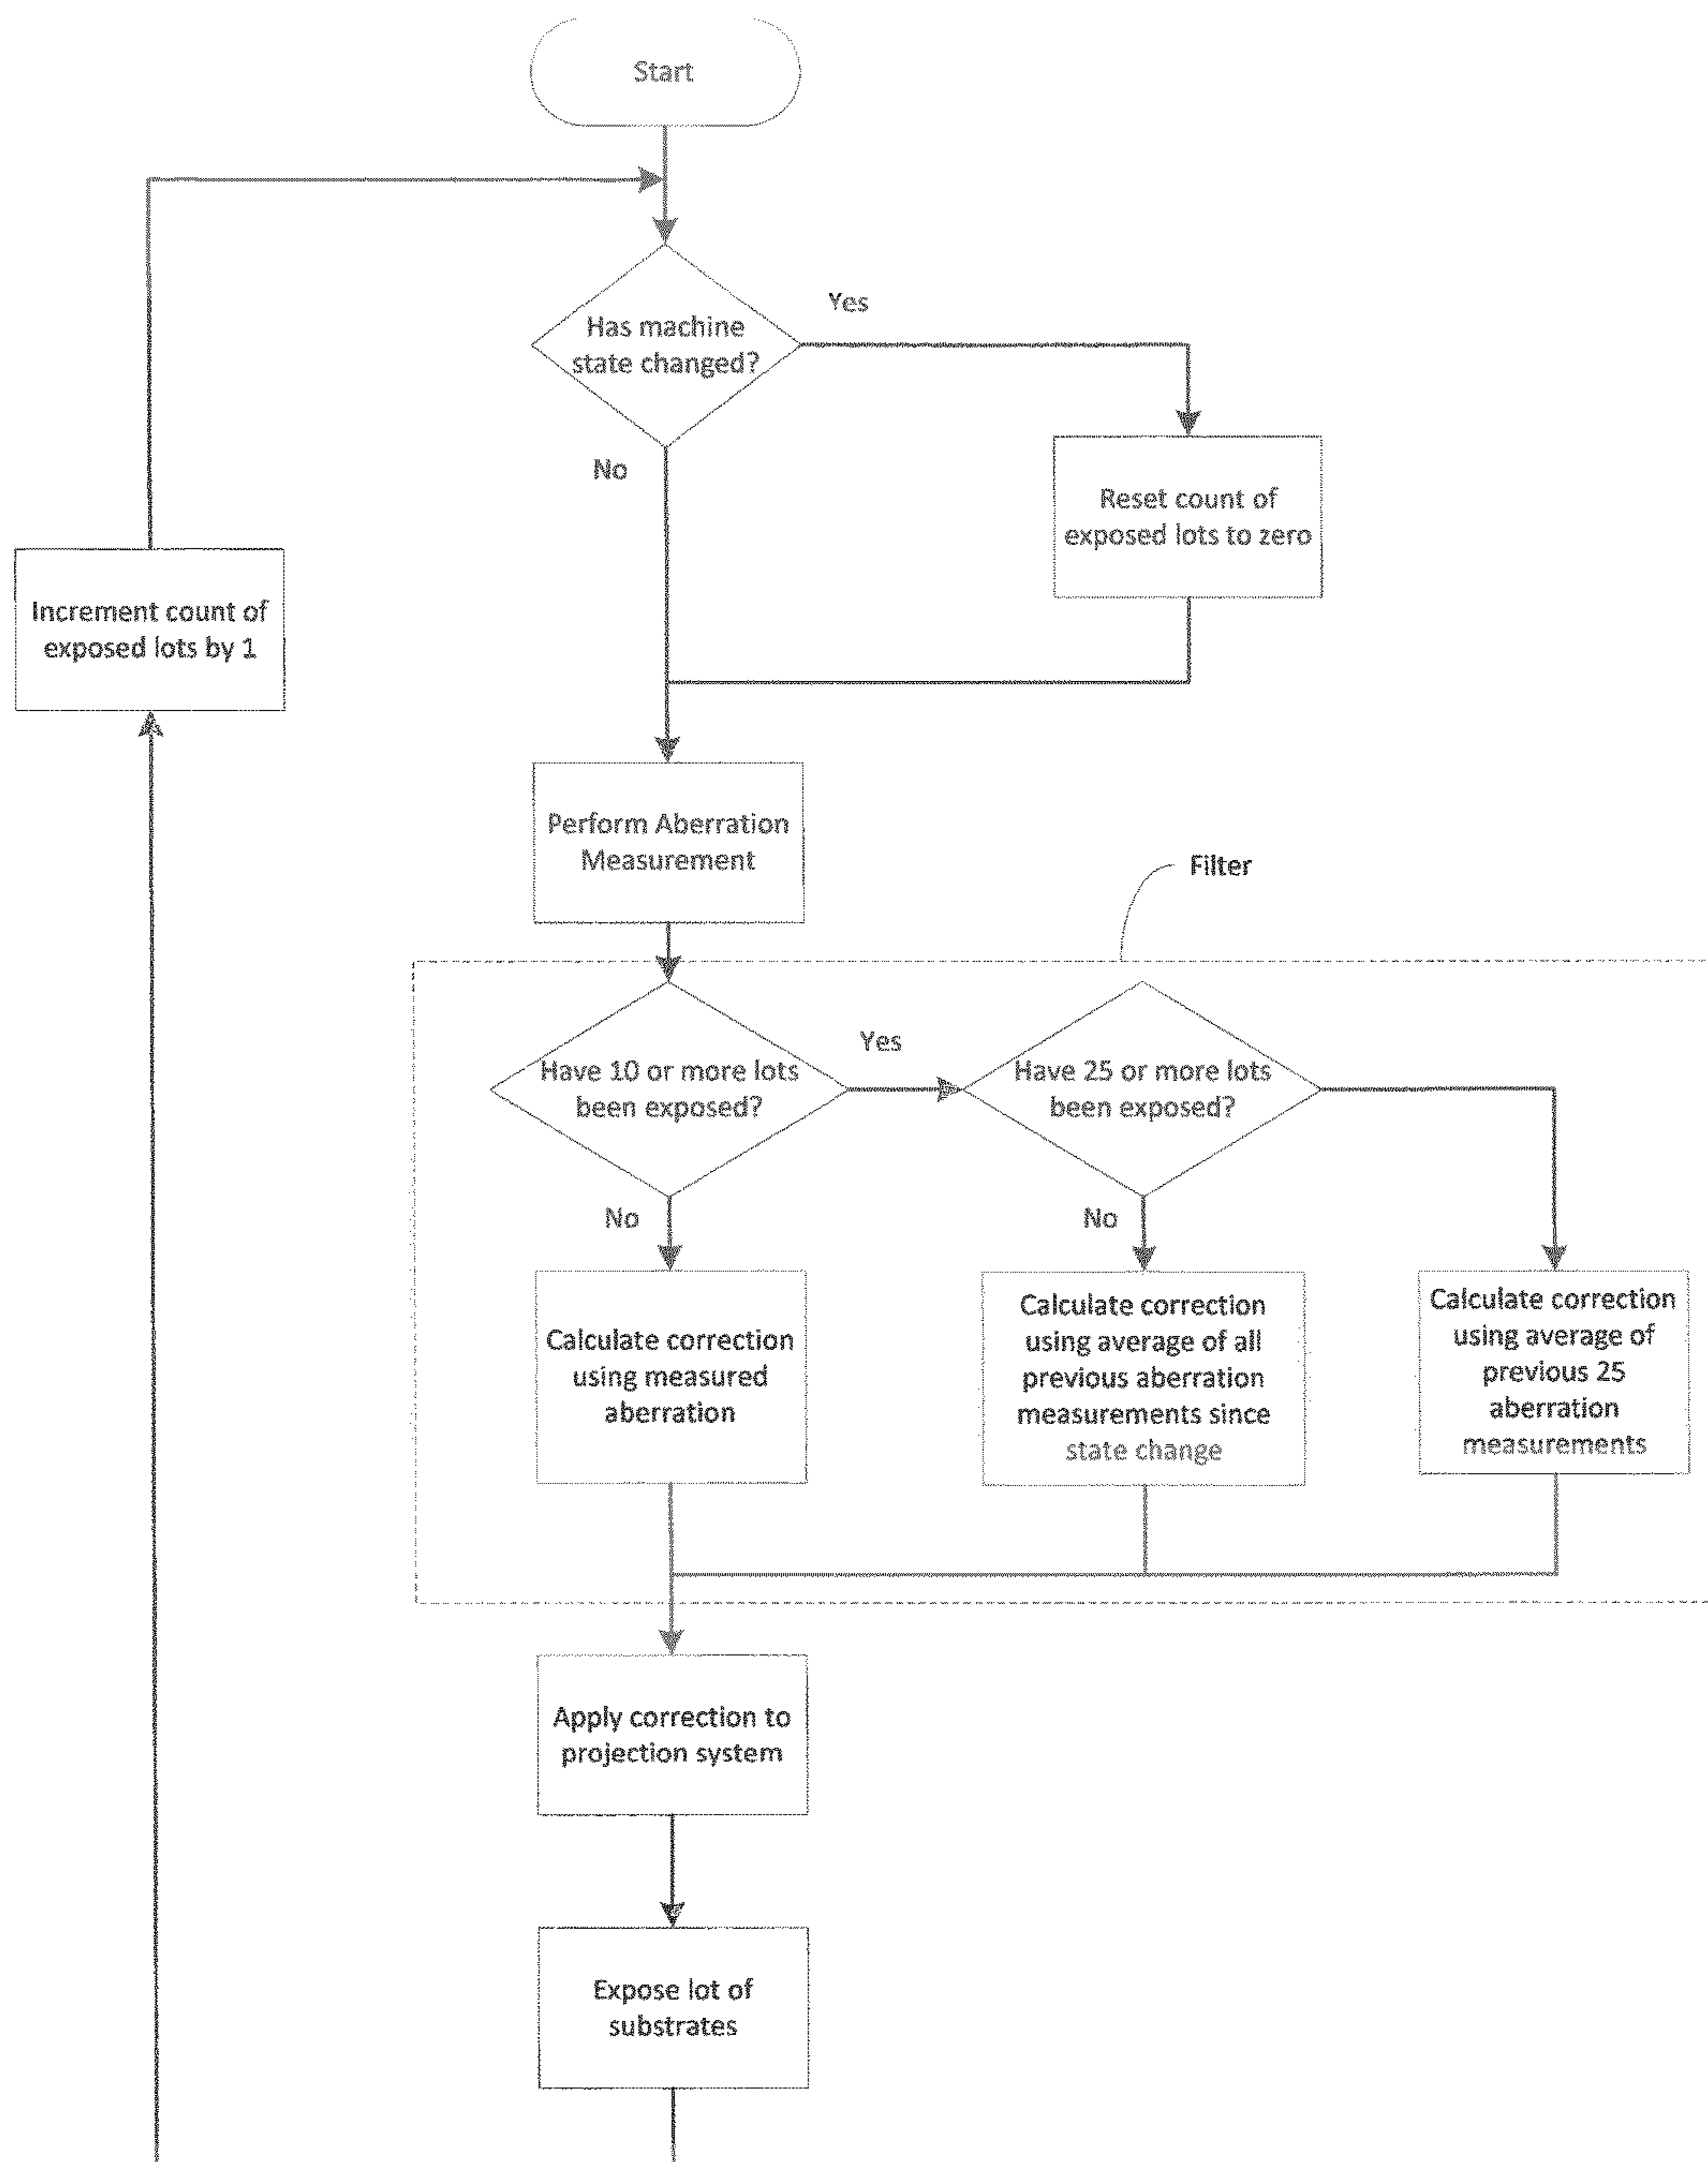 Start
Has machine
state changed?
Yes
No
Reset count of
exposed lots to zero
Increment count of
exposed lots by 1
Perform Aberration
Measurement
Filter
Have 10 or more lots
been exposed?
Yes
Have 25 or more lots
been exposed?
No
No
Calculate correction
using measured
aberration
Calculate correction
using average of all
previous aberration
measurements since
state change
Calculate correction
using average of
previous 25
aberration
measurements
Apply correction to
projection system
Expose lot of
substrates